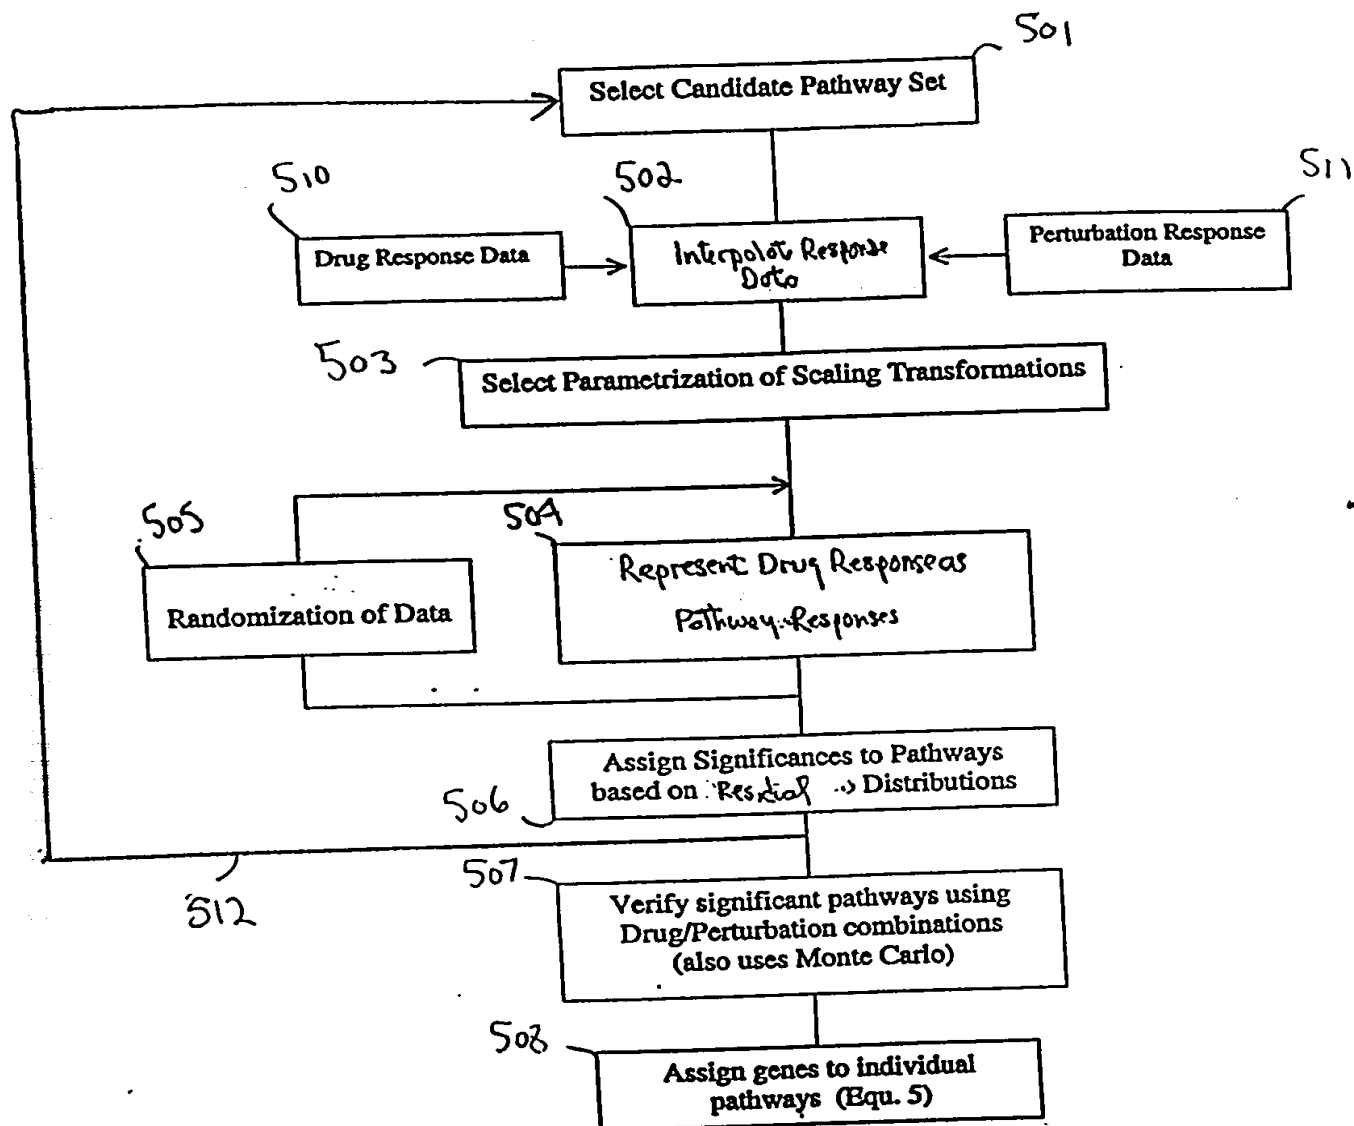 501
Select Candidate Pathway Set
510
502
511
Drug Response Data
Interpolat Response
Data
Perturbation Response
Data
503
Select Parametrization of Scaling Transformations
505
504
Randomization of Data
Represent Drug Response as
Pathway Responses
Assign Significances to Pathways
based on Distributions
506
507
512
Verify significant pathways using
Drug/Perturbation combinations
(also uses Monte Carlo)
508
Assign genes to individual
pathways (Equ. 5)